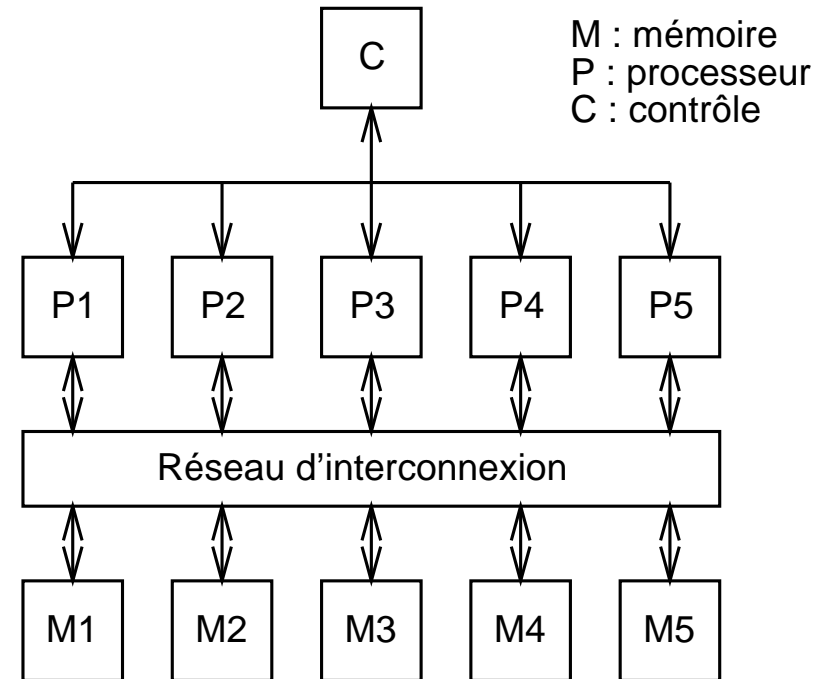 C
M : mémoire
P : processeur
C : contrôle
P1 P2 P3 P4 P5
Réseau d'interconnexion
M1 M2 M3 M4 M5